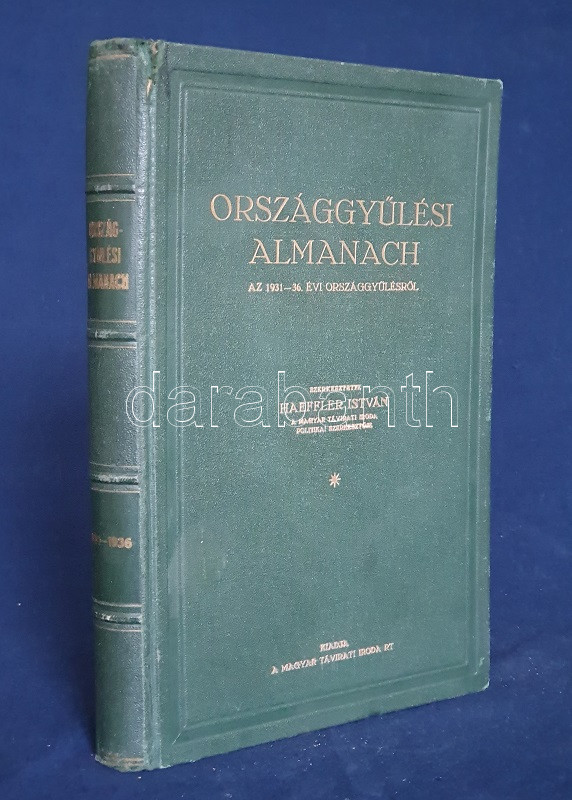 ORSZÁGGYŰLÉSI
ALMANACH
AZ 1931—36. ÉVI ORSZÁGGYŰLÉSRŐL
SZERKESZTETTE
HAEFFLER ISTVÁN
A MAGYAR TÁVIRATI IRODA
POLITIKAI SZERKESZTŐJE
KIADJA
A MAGYAR TÁVIRATI IRODA RT
ORSZÁG-
GYŰLÉSI
ALMANACH
—1936
darabanth